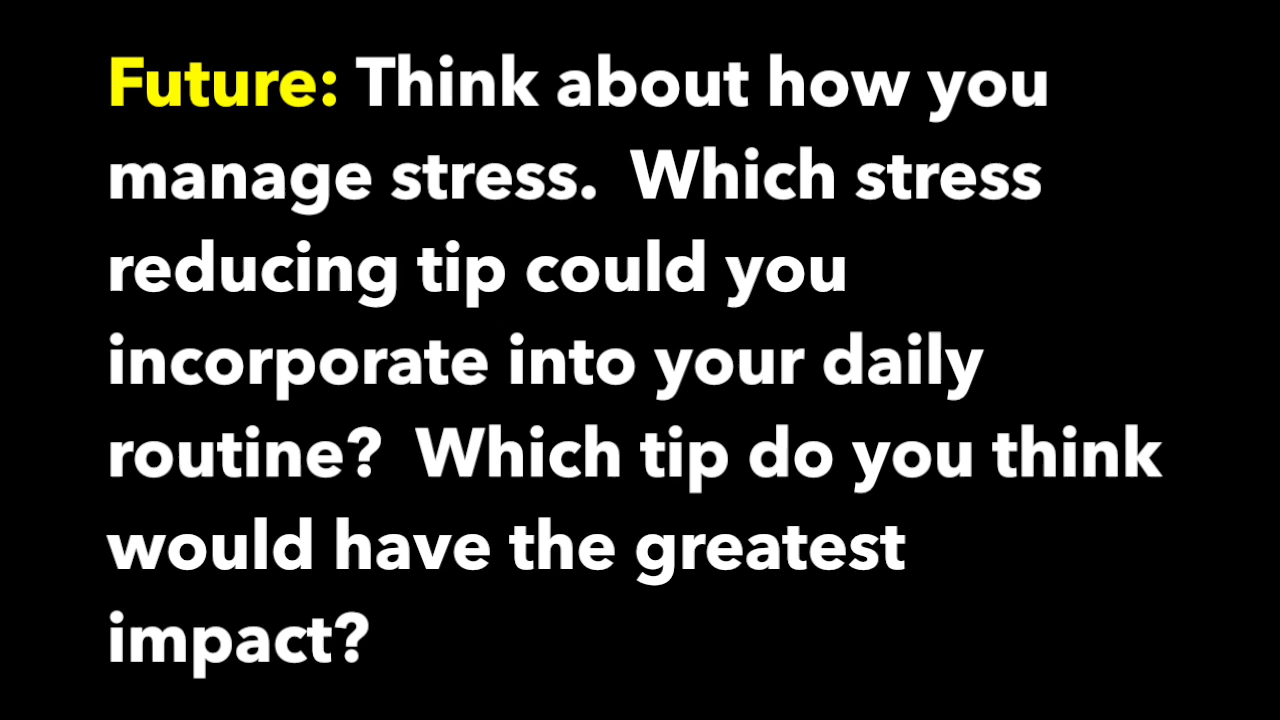 Future: Think about how you
manage stress.  Which stress
reducing tip could you
incorporate into your daily
routine?  Which tip do you think
would have the greatest
impact?